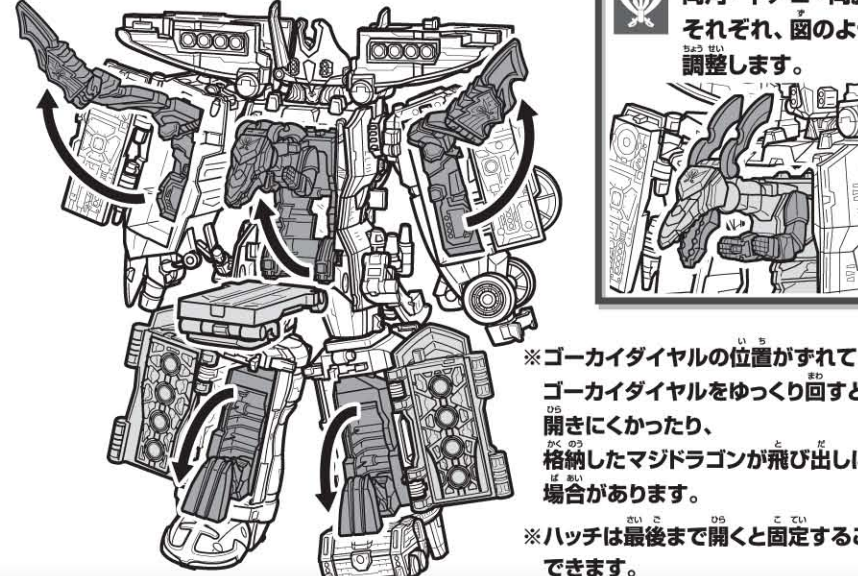 それぞれ、図のよ
調整します。
※ゴーカイダイヤルの位置がずれて
ゴーカイダイヤルをゆっくり回すと
開きにくかったり、
格納したマジドラゴンが飛び出し
場合があります。
※ハッチは最後まで開くと固定するこ
できます。